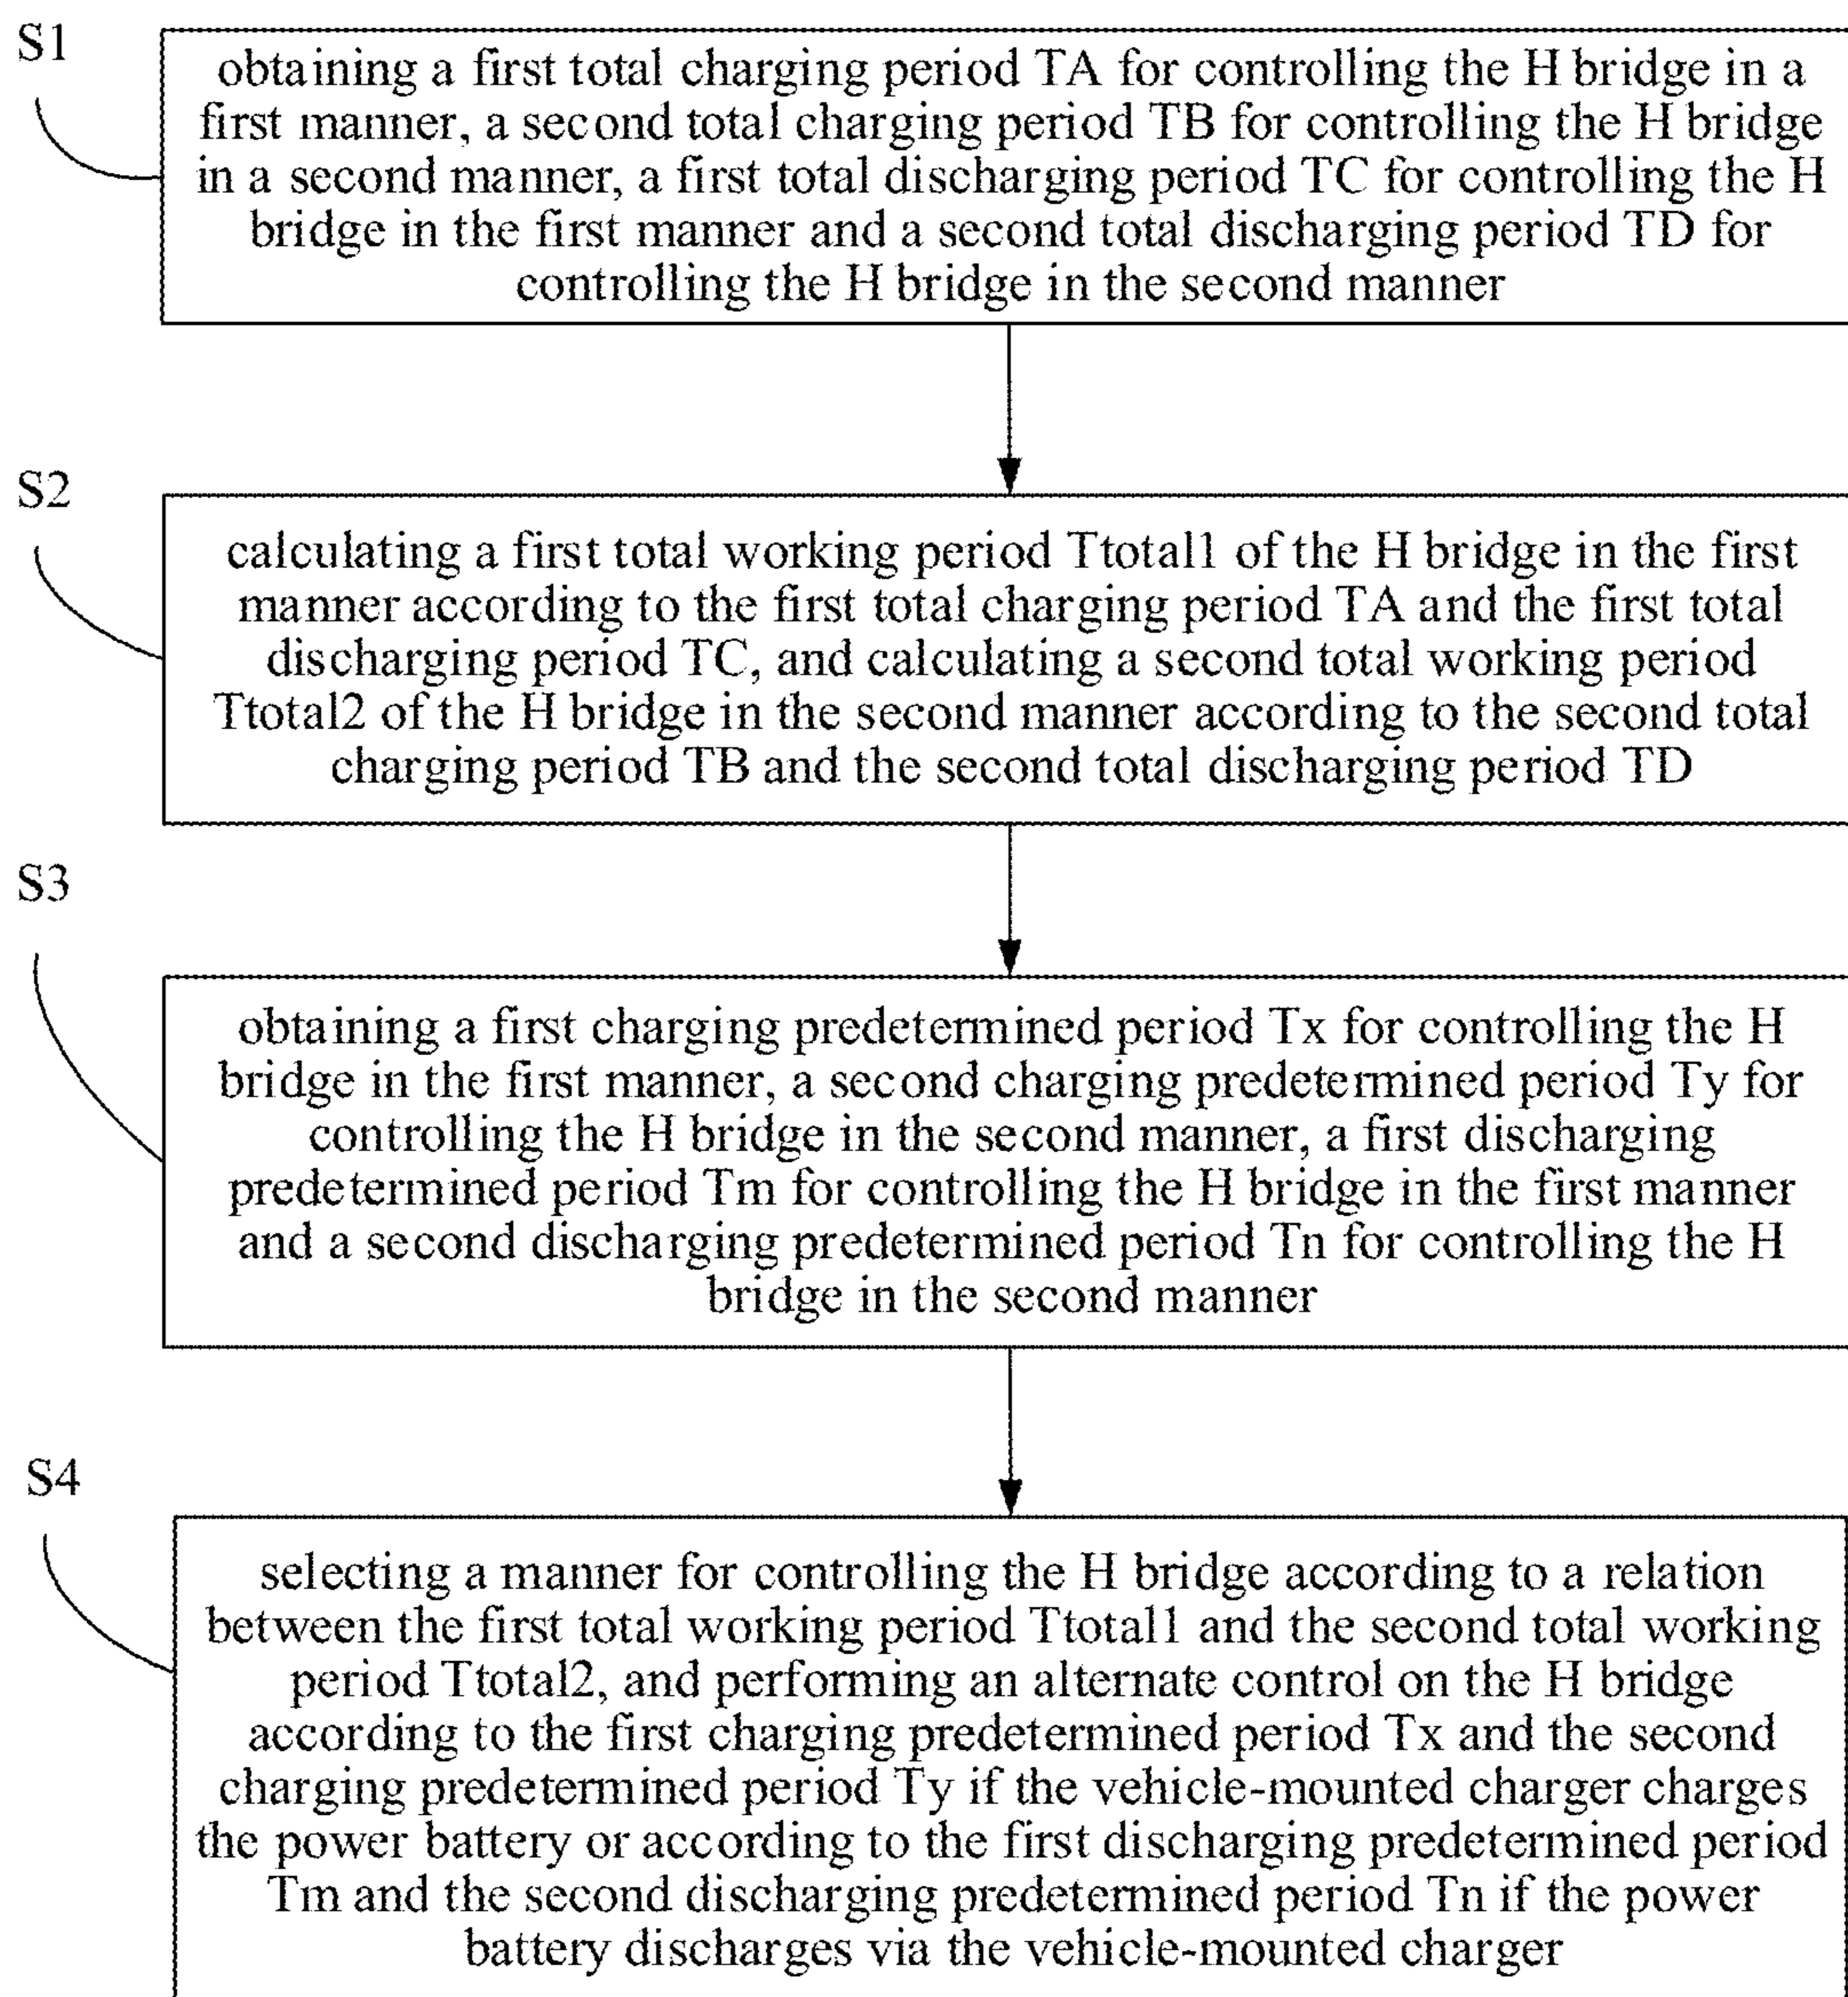 S1
obtaining a first total charging period TA for controlling the H bridge in a
first manner, a second total charging period TB for controlling the H bridge
in a second manner, a first total discharging period TC for controlling the H
bridge in the first manner and a second total discharging period TD for
controlling the H bridge in the second manner
S2
calculating a first total working period Ttotal1 of the H bridge in the first
manner according to the first total charging period TA and the first total
discharging period TC, and calculating a second total working period
Ttotal2 of the H bridge in the second manner according to the second total
charging period TB and the second total discharging period TD
S3
obtaining a first charging predetermined period Tx for controlling the H
bridge in the first manner, a second charging predetermined period Ty for
controlling the H bridge in the second manner, a first discharging
predetermined period Tm for controlling the H bridge in the first manner
and a second discharging predetermined period Tn for controlling the H
bridge in the second manner
S4
selecting a manner for controlling the H bridge according to a relation
between the first total working period Ttotal1 and the second total working
period Ttotal2, and performing an alternate control on the H bridge
according to the first charging predetermined period Tx and the second
charging predetermined period Ty if the vehicle-mounted charger charges
the power battery or according to the first discharging predetermined period
Tm and the second discharging predetermined period Tn if the power
battery discharges via the vehicle-mounted charger